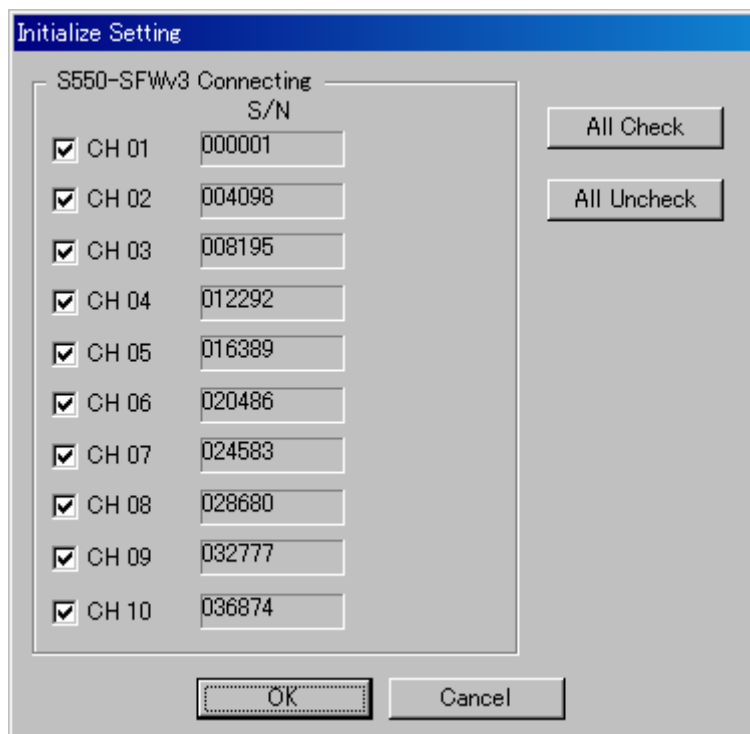 Initialize Setting
S550-SFWv3 Connecting
S/N
CH 01 000001
CH 02 004098
CH 03 008195
CH 04 012292
CH 05 016389
CH 06 020486
CH 07 024583
CH 08 028680
CH 09 032777
CH 10 036874
All Check
All Uncheck
OK Cancel